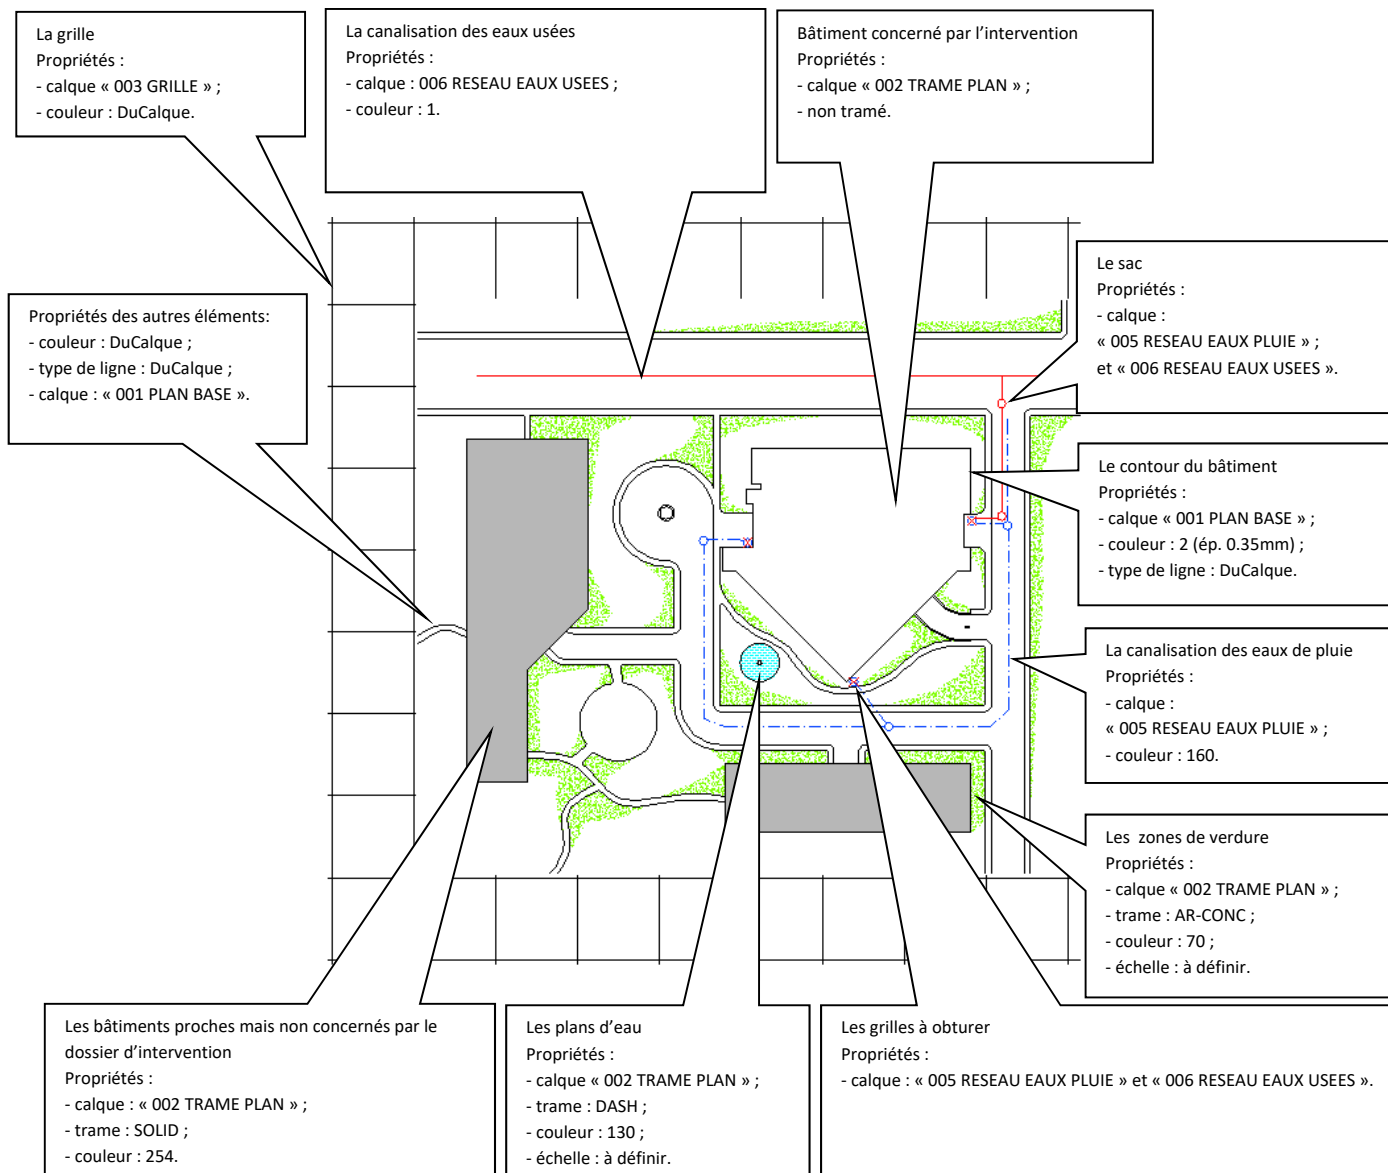 La grille
Propriétés :
- calque « 003 GRILLE » ;
- couleur : DuCalque.
La canalisation des eaux usées
Propriétés :
- calque : 006 RESEAU EAUX USEES ;
- couleur : 1.
Bâtiment concerné par l’intervention
Propriétés :
- calque « 002 TRAME PLAN » ;
- non tramé.
Le sac
Propriétés :
- calque :
« 005 RESEAU EAUX PLUIE » ;
et « 006 RESEAU EAUX USEES ».
Propriétés des autres éléments:
- couleur : DuCalque ;
- type de ligne : DuCalque ;
- calque : « 001 PLAN BASE ».
Le contour du bâtiment
Propriétés :
- calque « 001 PLAN BASE » ;
- couleur : 2 (ép. 0.35mm) ;
- type de ligne : DuCalque.
La canalisation des eaux de pluie
Propriétés :
- calque :
« 005 RESEAU EAUX PLUIE » ;
- couleur : 160.
Les  zones de verdure
Propriétés :
- calque « 002 TRAME PLAN » ;
- trame : AR-CONC ;
- couleur : 70 ;
- échelle : à définir.
Les bâtiments proches mais non concernés par le
dossier d’intervention
Propriétés :
- calque : « 002 TRAME PLAN » ;
- trame : SOLID ;
- couleur : 254.
Les plans d’eau
Propriétés :
- calque « 002 TRAME PLAN » ;
- trame : DASH ;
- couleur : 130 ;
- échelle : à définir.
Les grilles à obturer
Propriétés :
- calque : « 005 RESEAU EAUX PLUIE » et « 006 RESEAU EAUX USEES ».